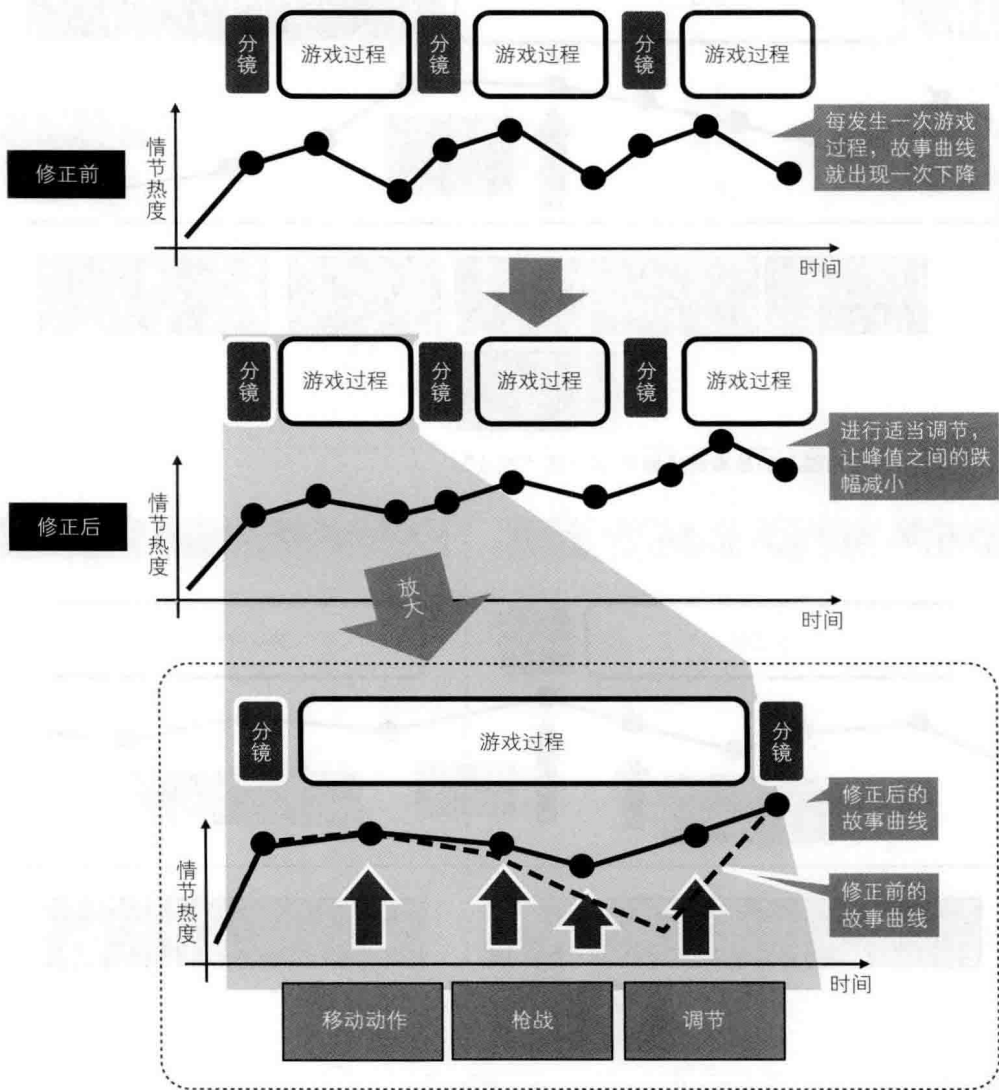 分镜
游戏过程
分镜
游戏过程
分镜
游戏过程
修正前
情节热度
每发生一次游戏
过程，故事曲线
就出现一次下降
时间
分镜
游戏过程
分镜
游戏过程
分镜
游戏过程
修正后
情节热度
进行适当调节，
让峰值之间的跌
幅减小
时间
放大
分镜
游戏过程
分镜
情节热度
修正后的
故事曲线
修正前的
故事曲线
时间
移动动作
枪战
调节